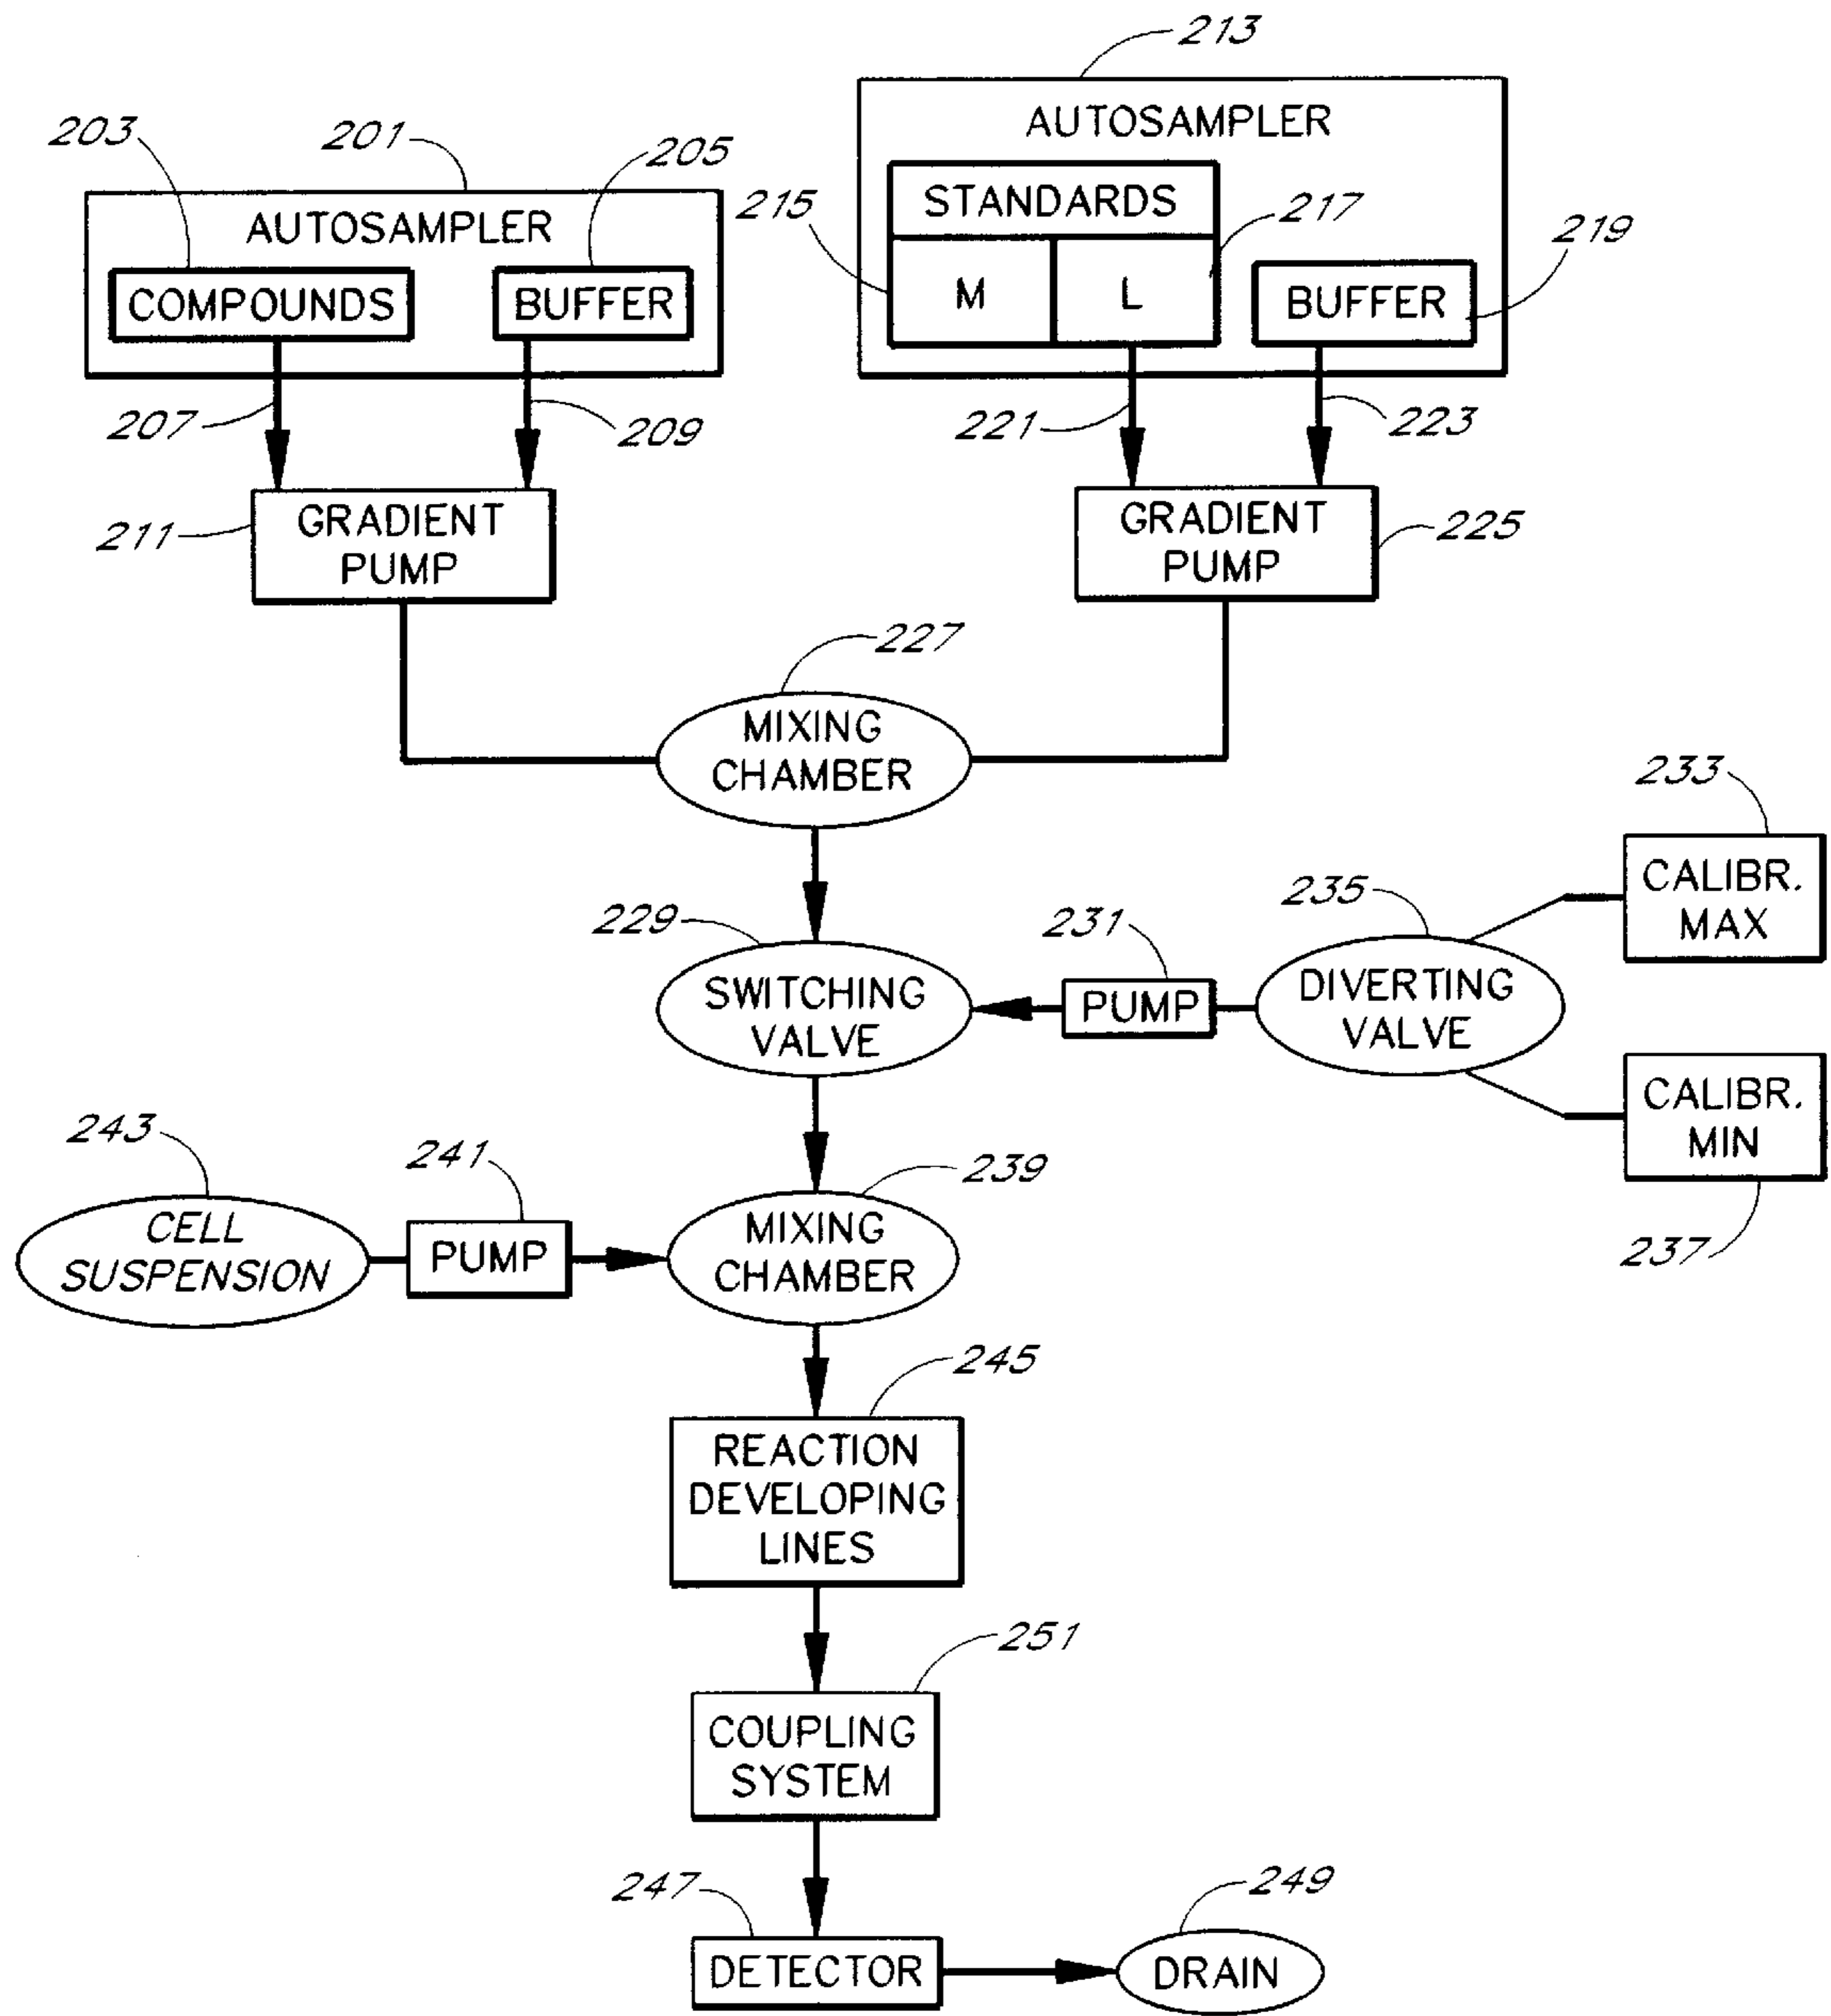 213
AUTOSAMPLER
203
201
205
STANDARDS
215
217
219
AUTOSAMPLER
COMPOUNDS
BUFFER
M
L
BUFFER
207
209
221
223
211
GRADIENT
PUMP
GRADIENT
PUMP
225
227
MIXING
CHAMBER
233
CALIBR.
MAX
229
231
235
SWITCHING
VALVE
PUMP
DIVERTING
VALVE
CALIBR.
MIN
237
243
241
239
CELL
SUSPENSION
PUMP
MIXING
CHAMBER
245
REACTION
DEVELOPING
LINES
251
COUPLING
SYSTEM
247
249
DETECTOR
DRAIN